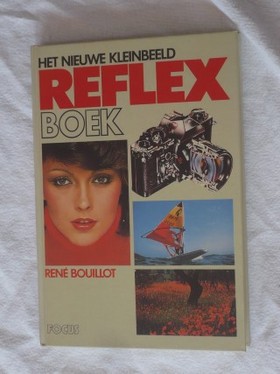 HET NIEUWE KLEINBEELD
REFLEX
BOEK
RENÉ BOUILLOT
FOCUS